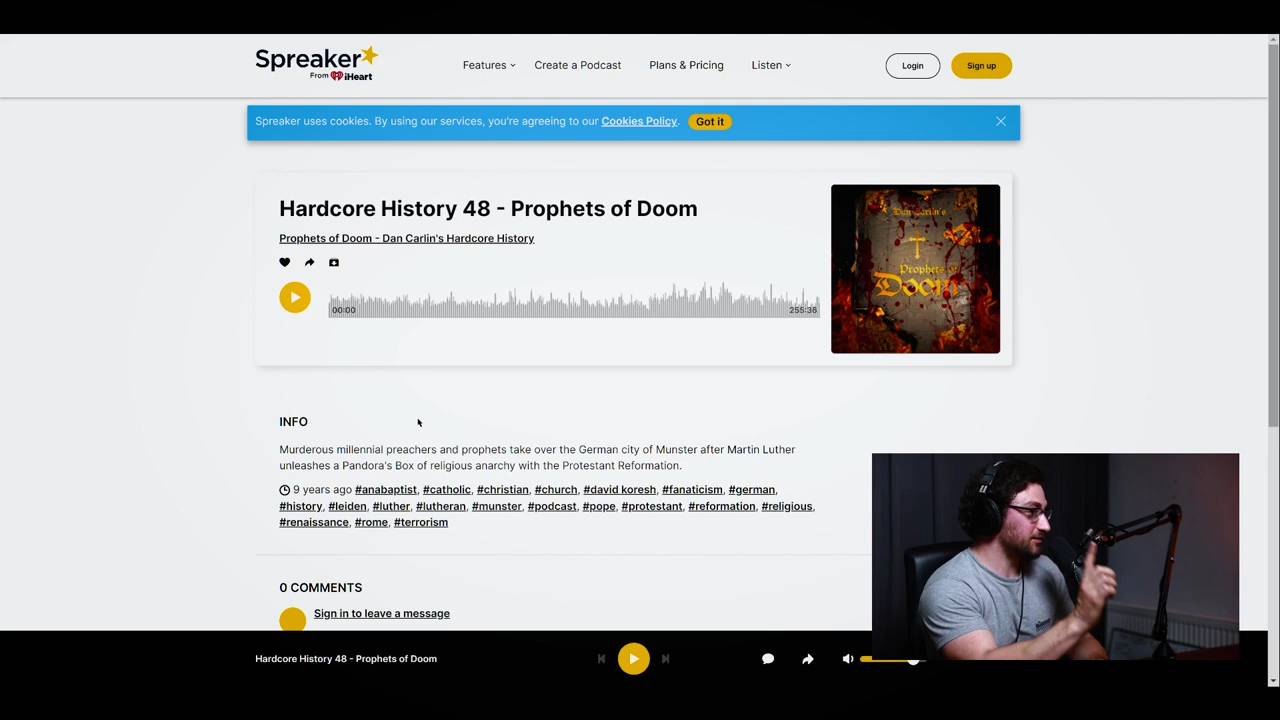 Spreaker
From iHeart
Features
Create a Podcast
Plans & Pricing
Listen
Login
Sign up
Spreaker uses cookies. By using our services, you're agreeing to our Cookies Policy. Got it
Hardcore History 48 - Prophets of Doom
Prophets of Doom - Dan Carlin's Hardcore History
00:00
255:36
Dan Carlin's
Prophets of
Doom
INFO
Murderous millennial preachers and prophets take over the German city of Munster after Martin Luther
unleashes a Pandora's Box of religious anarchy with the Protestant Reformation.
9 years ago #anabaptist, #catholic, #christian, #church, #david koresh, #fanaticism, #german,
#history, #leiden, #luther, #lutheran, #munster, #podcast, #pope, #protestant, #reformation, #religious,
#renaissance, #rome, #terrorism
0 COMMENTS
Sign in to leave a message
Hardcore History 48 - Prophets of Doom